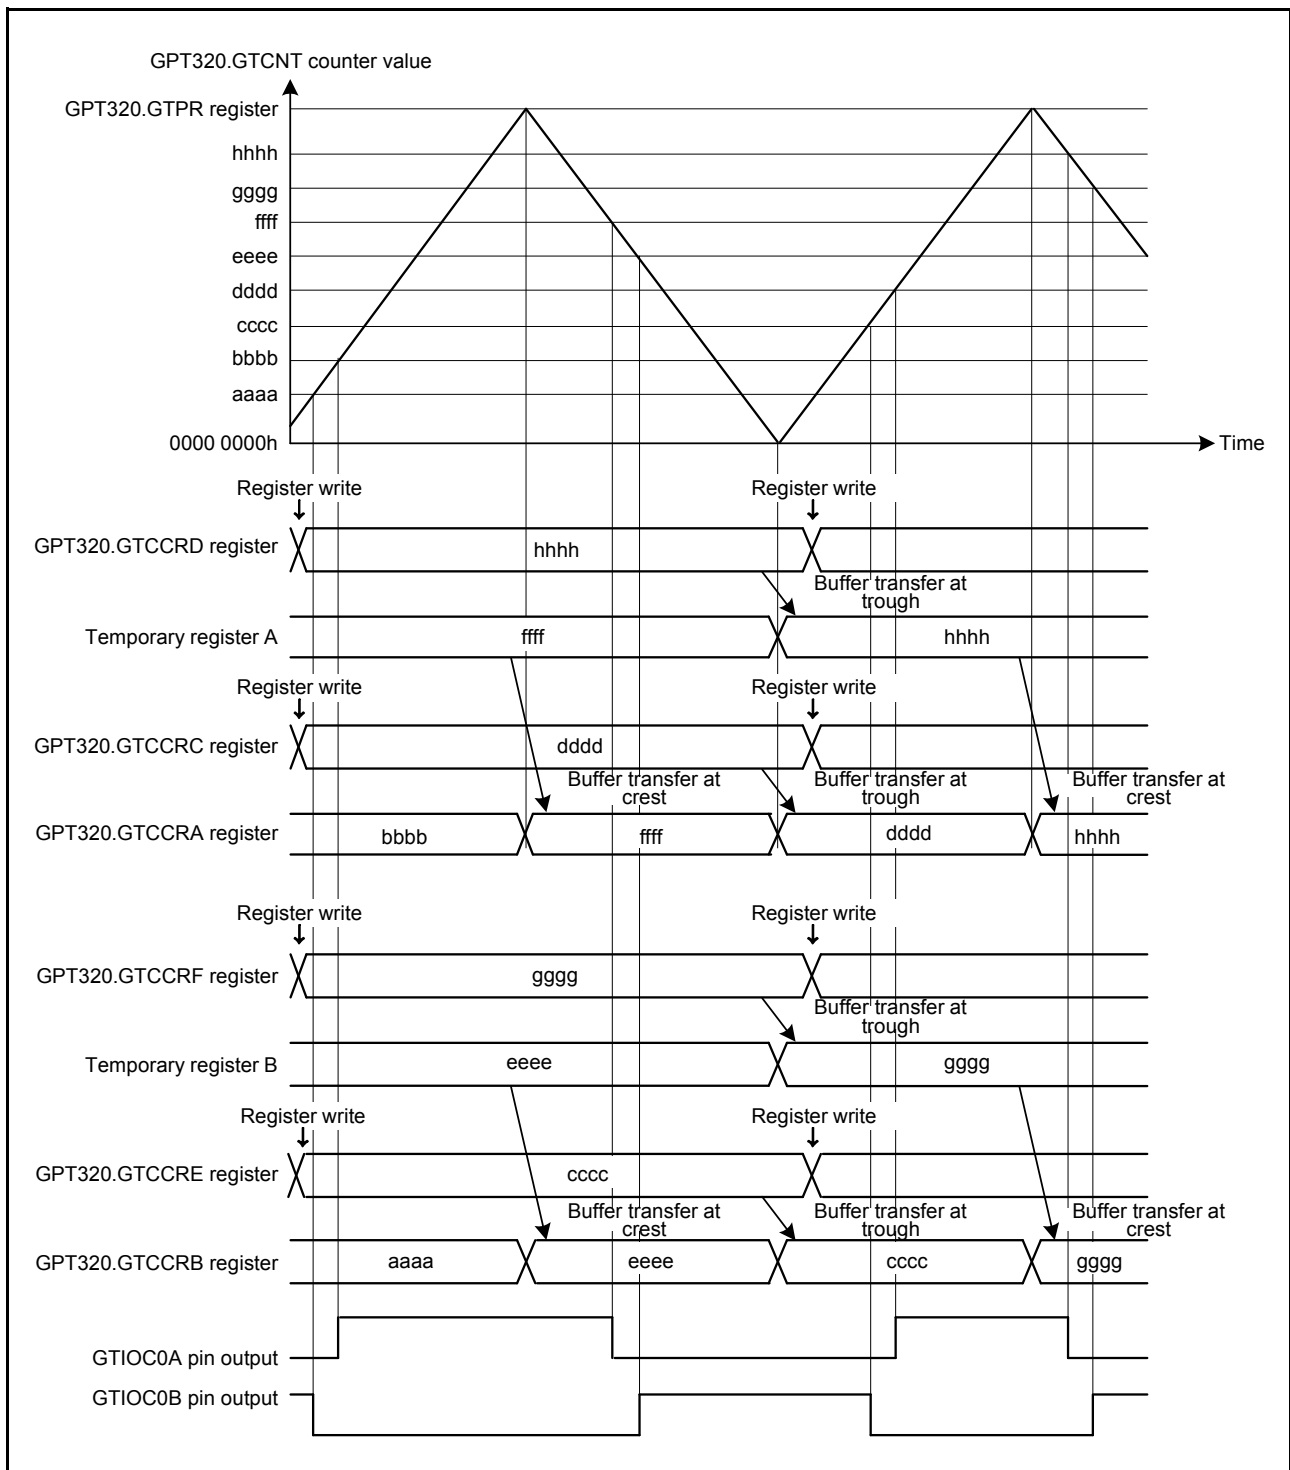 GPT320.GTCNT counter value
GPT320.GTPR register
hhhh
gggg
ffff
eeee
dddd
cccc
bbbb
aaaa
0000 0000h
Time
Register write
Register write
GPT320.GTCCRD register
hhhh
Buffer transfer at
trough
Temporary register A
ffff
hhhh
Register write
Register write
GPT320.GTCCRC register
dddd
Buffer transfer at
crest
Buffer transfer at
trough
Buffer transfer at
crest
GPT320.GTCCRA register
bbbb
ffff
dddd
hhhh
Register write
Register write
GPT320.GTCCRF register
gggg
Buffer transfer at
trough
Temporary register B
eeee
gggg
Register write
Register write
GPT320.GTCCRE register
cccc
Buffer transfer at
crest
Buffer transfer at
trough
Buffer transfer at
crest
GPT320.GTCCRB register
aaaa
eeee
cccc
gggg
GTIOC0A pin output
GTIOC0B pin output